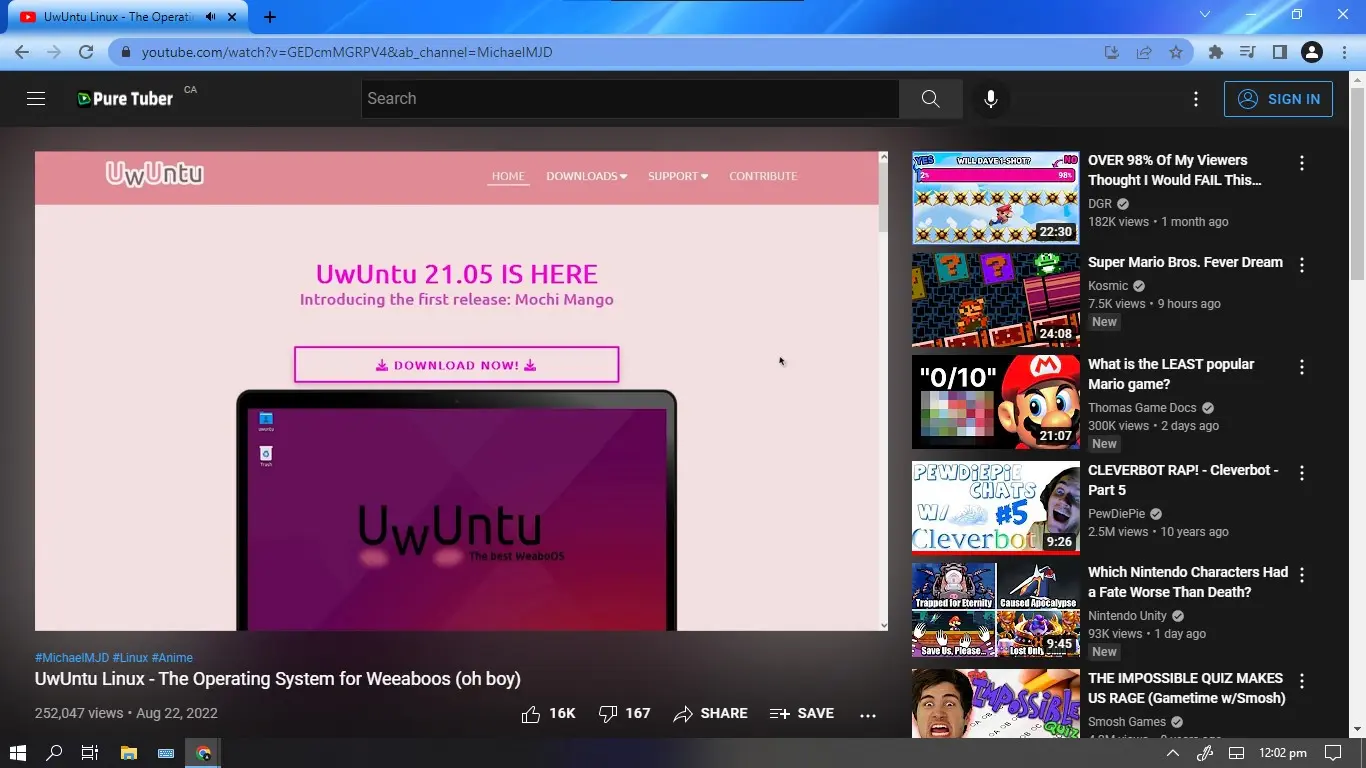 UwUntu Linux - The Operati
youtube.com/watch?v=GEDcmMGRPV4&ab_channel=MichaelMJD
Pure Tuber CA
Search
SIGN IN
UwUntu
HOME DOWNLOADS SUPPORT CONTRIBUTE
UwUntu 21.05 IS HERE
Introducing the first release: Mochi Mango
DOWNLOAD NOW!
uwuntu
Trash
UwUntu
The best WeabOS
#MichaelMJD #Linux #Anime
UwUntu Linux - The Operating System for Weeaboos (oh boy)
252,047 views • Aug 22, 2022
16K 167 SHARE SAVE
YES WILL DAVE 1-SHOT? NO
2% 98%
22:30
OVER 98% Of My Viewers
Thought I Would FAIL This...
DGR
182K views • 1 month ago
24:08
Super Mario Bros. Fever Dream
Kosmic
7.5K views • 9 hours ago
New
"0/10"
21:07
What is the LEAST popular
Mario game?
Thomas Game Docs
300K views • 2 days ago
New
PEWDIEPIE
CHATS
W/ #5
Cleverbot
9:26
CLEVERBOT RAP! - Cleverbot -
Part 5
PewDiePie
2.5M views • 10 years ago
Trapped for Eternity Caused Apocalypse
Save Us, Please... Lost Only
9:45
Which Nintendo Characters Had
a Fate Worse Than Death?
Nintendo Unity
93K views • 1 day ago
New
The IMPOSSIBLE
QUIZ
THE IMPOSSIBLE QUIZ MAKES
US RAGE (Gametime w/Smosh)
Smosh Games
12:02 pm